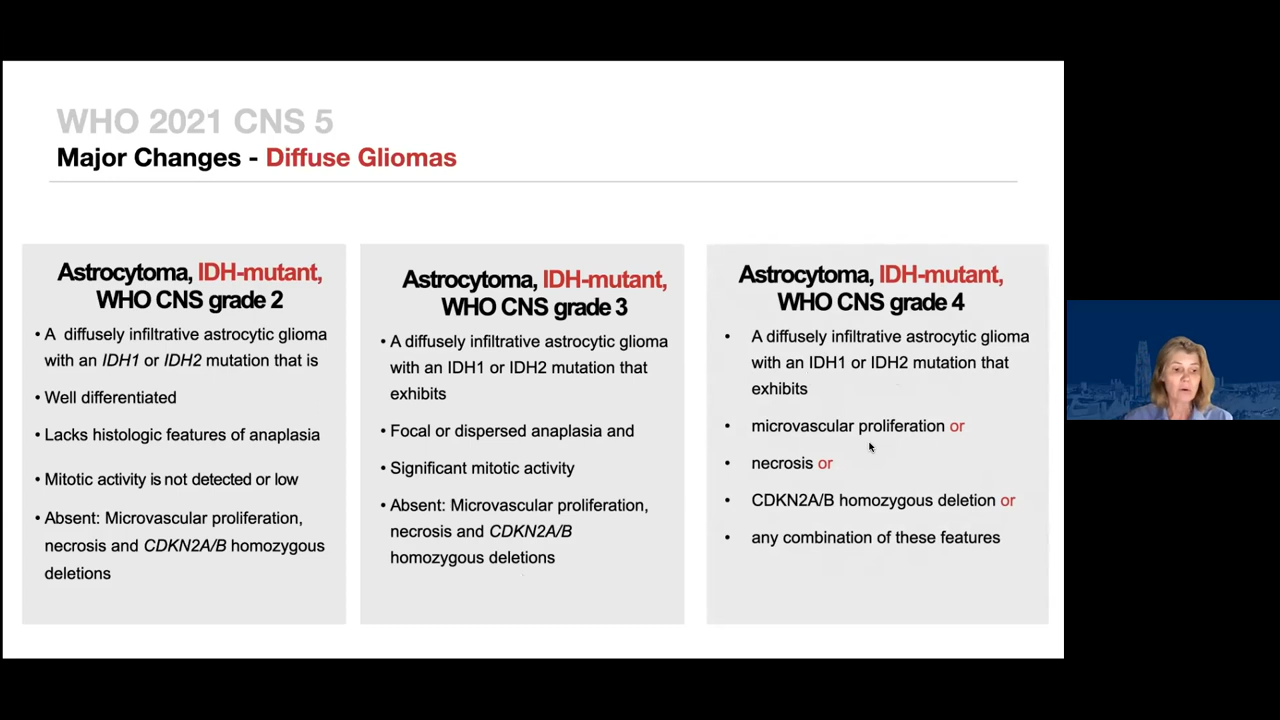 WHO 2021 CNS 5
Major Changes - Diffuse Gliomas
Astrocytoma, IDH-mutant,
WHO CNS grade 2
• A diffusely infiltrative astrocytic glioma
with an IDH1 or IDH2 mutation that is
• Well differentiated
• Lacks histologic features of anaplasia
• Mitotic activity is not detected or low
• Absent: Microvascular proliferation,
necrosis and CDKN2A/B homozygous
deletions
Astrocytoma, IDH-mutant,
WHO CNS grade 3
• A diffusely infiltrative astrocytic glioma
with an IDH1 or IDH2 mutation that
exhibits
• Focal or dispersed anaplasia and
• Significant mitotic activity
• Absent: Microvascular proliferation,
necrosis and CDKN2A/B
homozygous deletions
Astrocytoma, IDH-mutant,
WHO CNS grade 4
• A diffusely infiltrative astrocytic glioma
with an IDH1 or IDH2 mutation that
exhibits
• microvascular proliferation or
• necrosis or
• CDKN2A/B homozygous deletion or
• any combination of these features